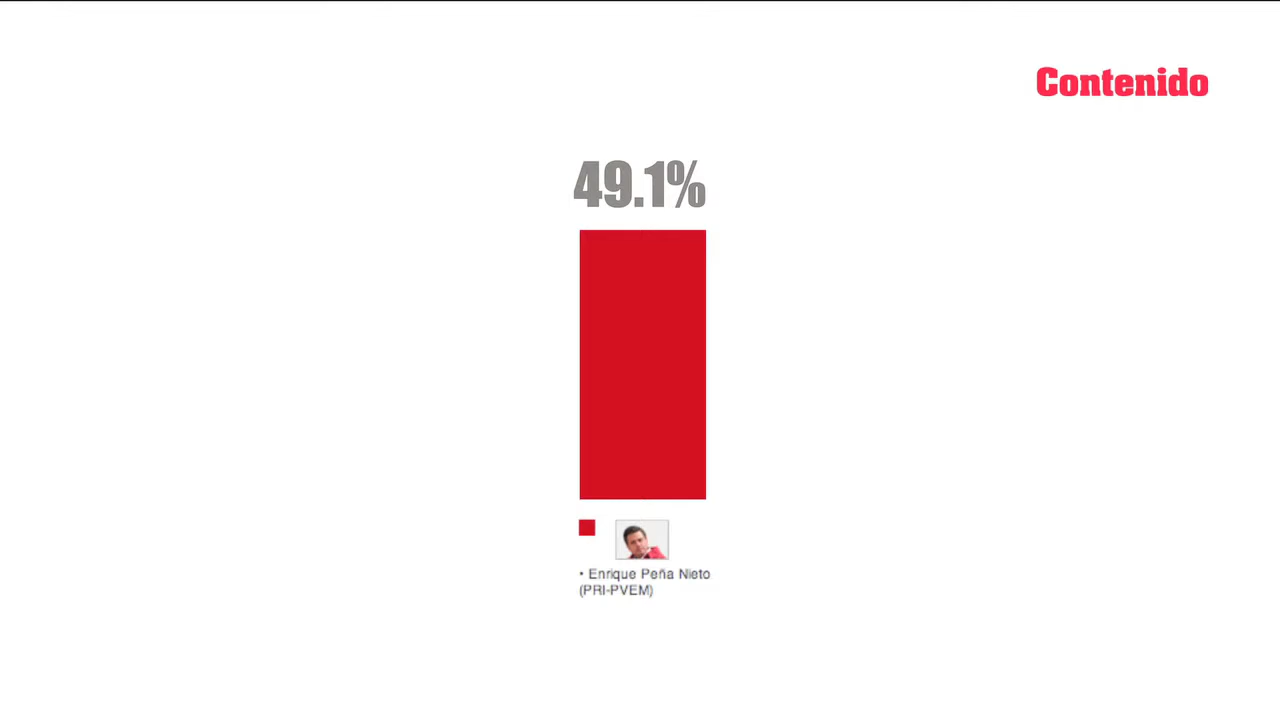 Contenido
49.1%
• Enrique Peña Nieto
(PRI-PVEM)